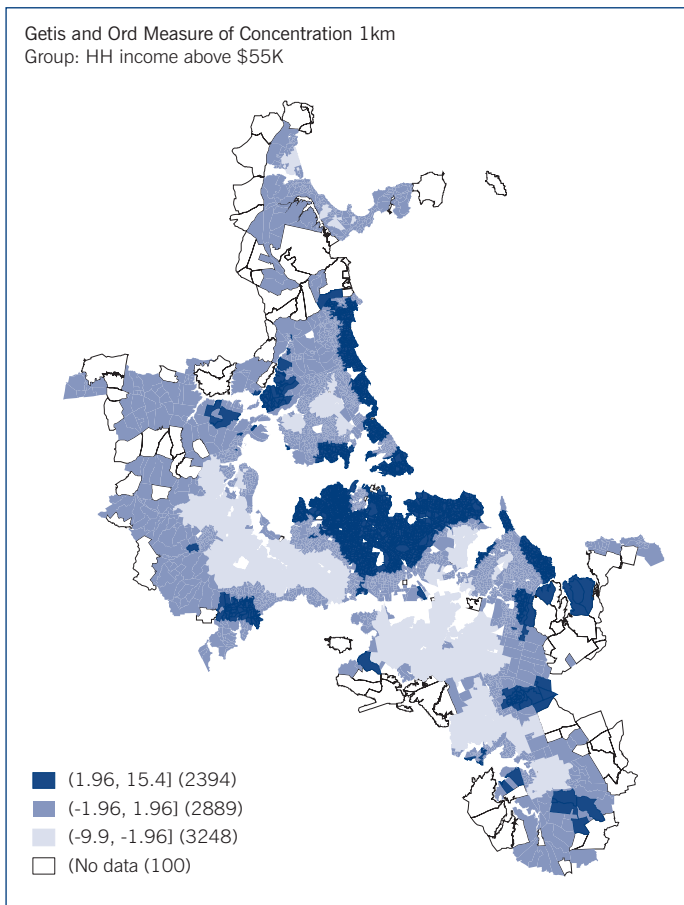 Getis and Ord Measure of Concentration 1km
Group: HH income above $55K
(1.96, 15.4] (2394)
(-1.96, 1.96] (2889)
(-9.9, -1.96] (3248)
(No data (100)